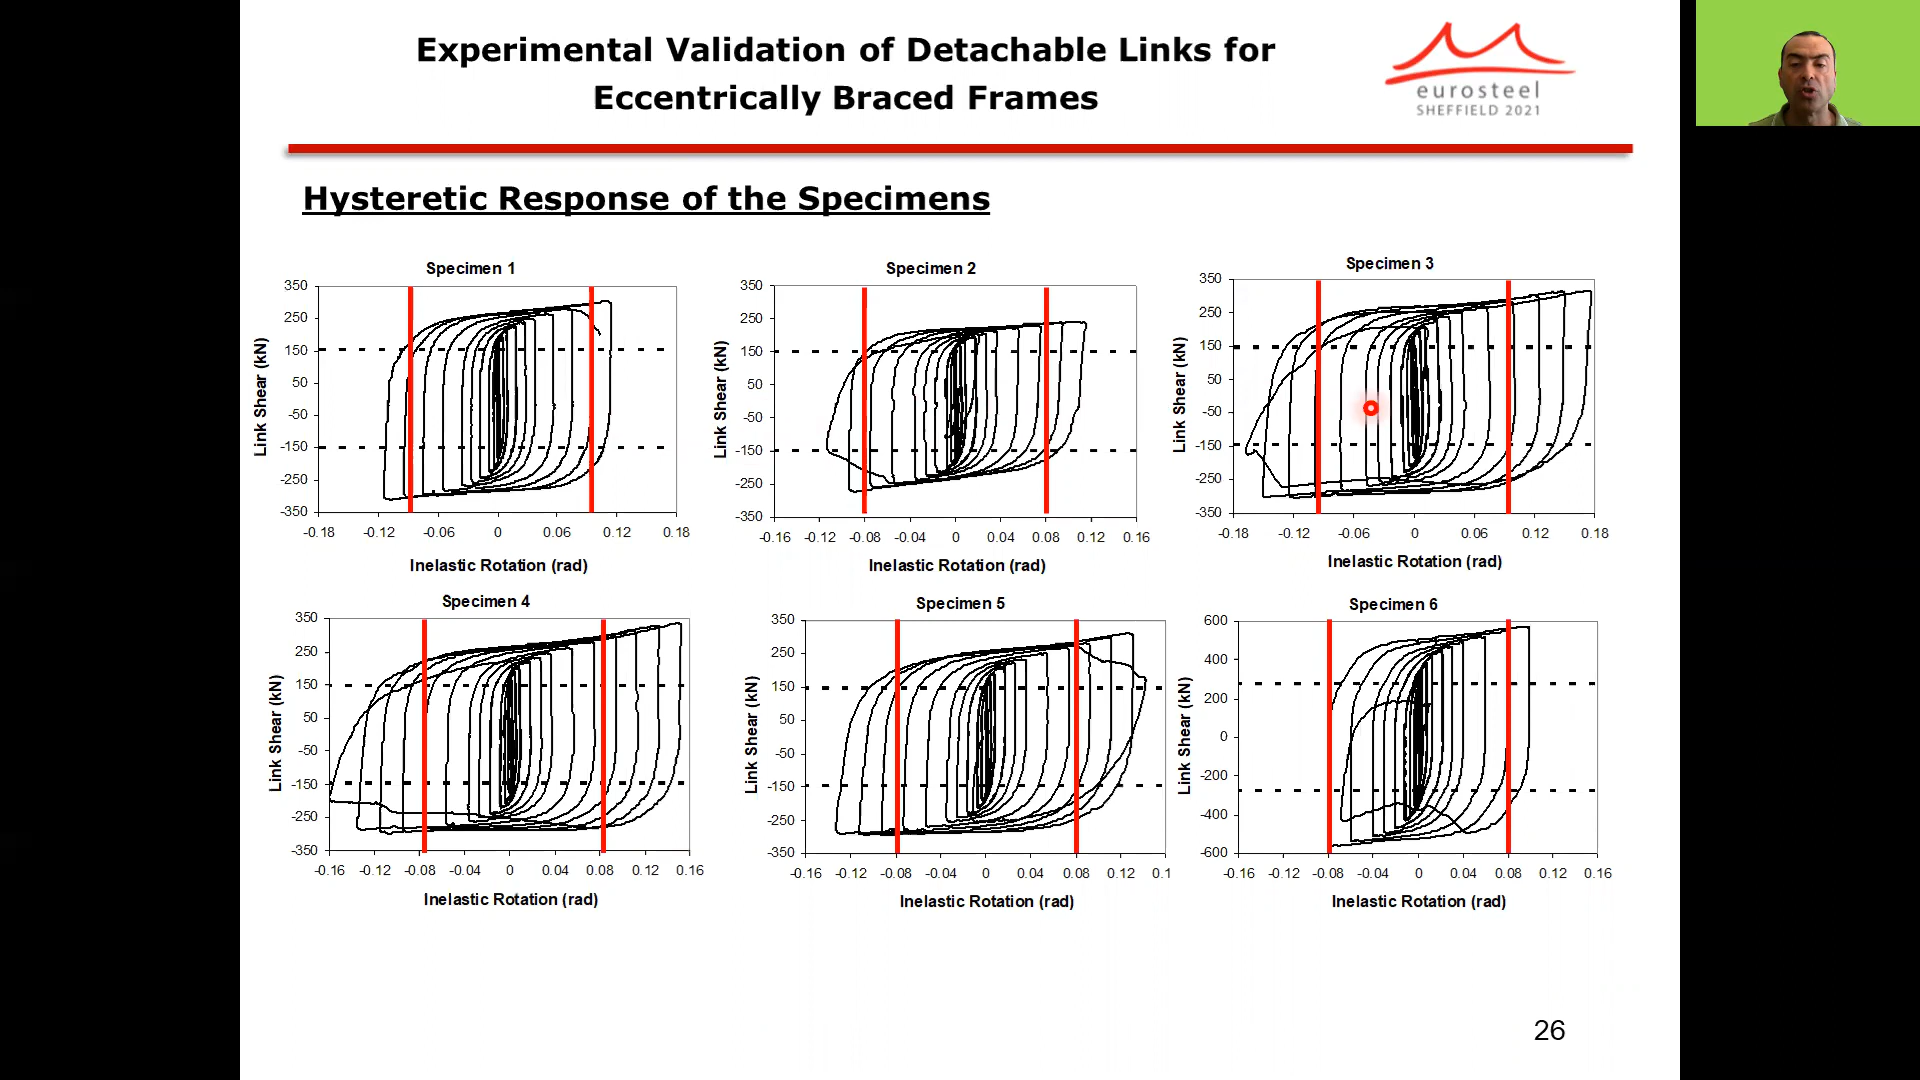 Experimental Validation of Detachable Links for
Eccentrically Braced Frames
eurosteel
SHEFFIELD 2021
Hysteretic Response of the Specimens
Specimen 1
350
250
150
50
-50
-150
-250
-350
Link Shear (kN)
-0.18 -0.12 -0.06 0 0.06 0.12 0.18
Inelastic Rotation (rad)
Specimen 2
350
250
150
50
-50
-150
-250
-350
Link Shear (kN)
-0.16 -0.12 -0.08 -0.04 0 0.04 0.08 0.12 0.16
Inelastic Rotation (rad)
Specimen 3
350
250
150
50
-50
-150
-250
-350
Link Shear (kN)
-0.18 -0.12 -0.06 0 0.06 0.12 0.18
Inelastic Rotation (rad)
Specimen 4
350
250
150
50
-50
-150
-250
-350
Link Shear (kN)
-0.16 -0.12 -0.08 -0.04 0 0.04 0.08 0.12 0.16
Inelastic Rotation (rad)
Specimen 5
350
250
150
50
-50
-150
-250
-350
Link Shear (kN)
-0.16 -0.12 -0.08 -0.04 0 0.04 0.08 0.12 0.1
Inelastic Rotation (rad)
Specimen 6
600
400
200
0
-200
-400
-600
Link Shear (kN)
-0.16 -0.12 -0.08 -0.04 0 0.04 0.08 0.12 0.16
Inelastic Rotation (rad)
26